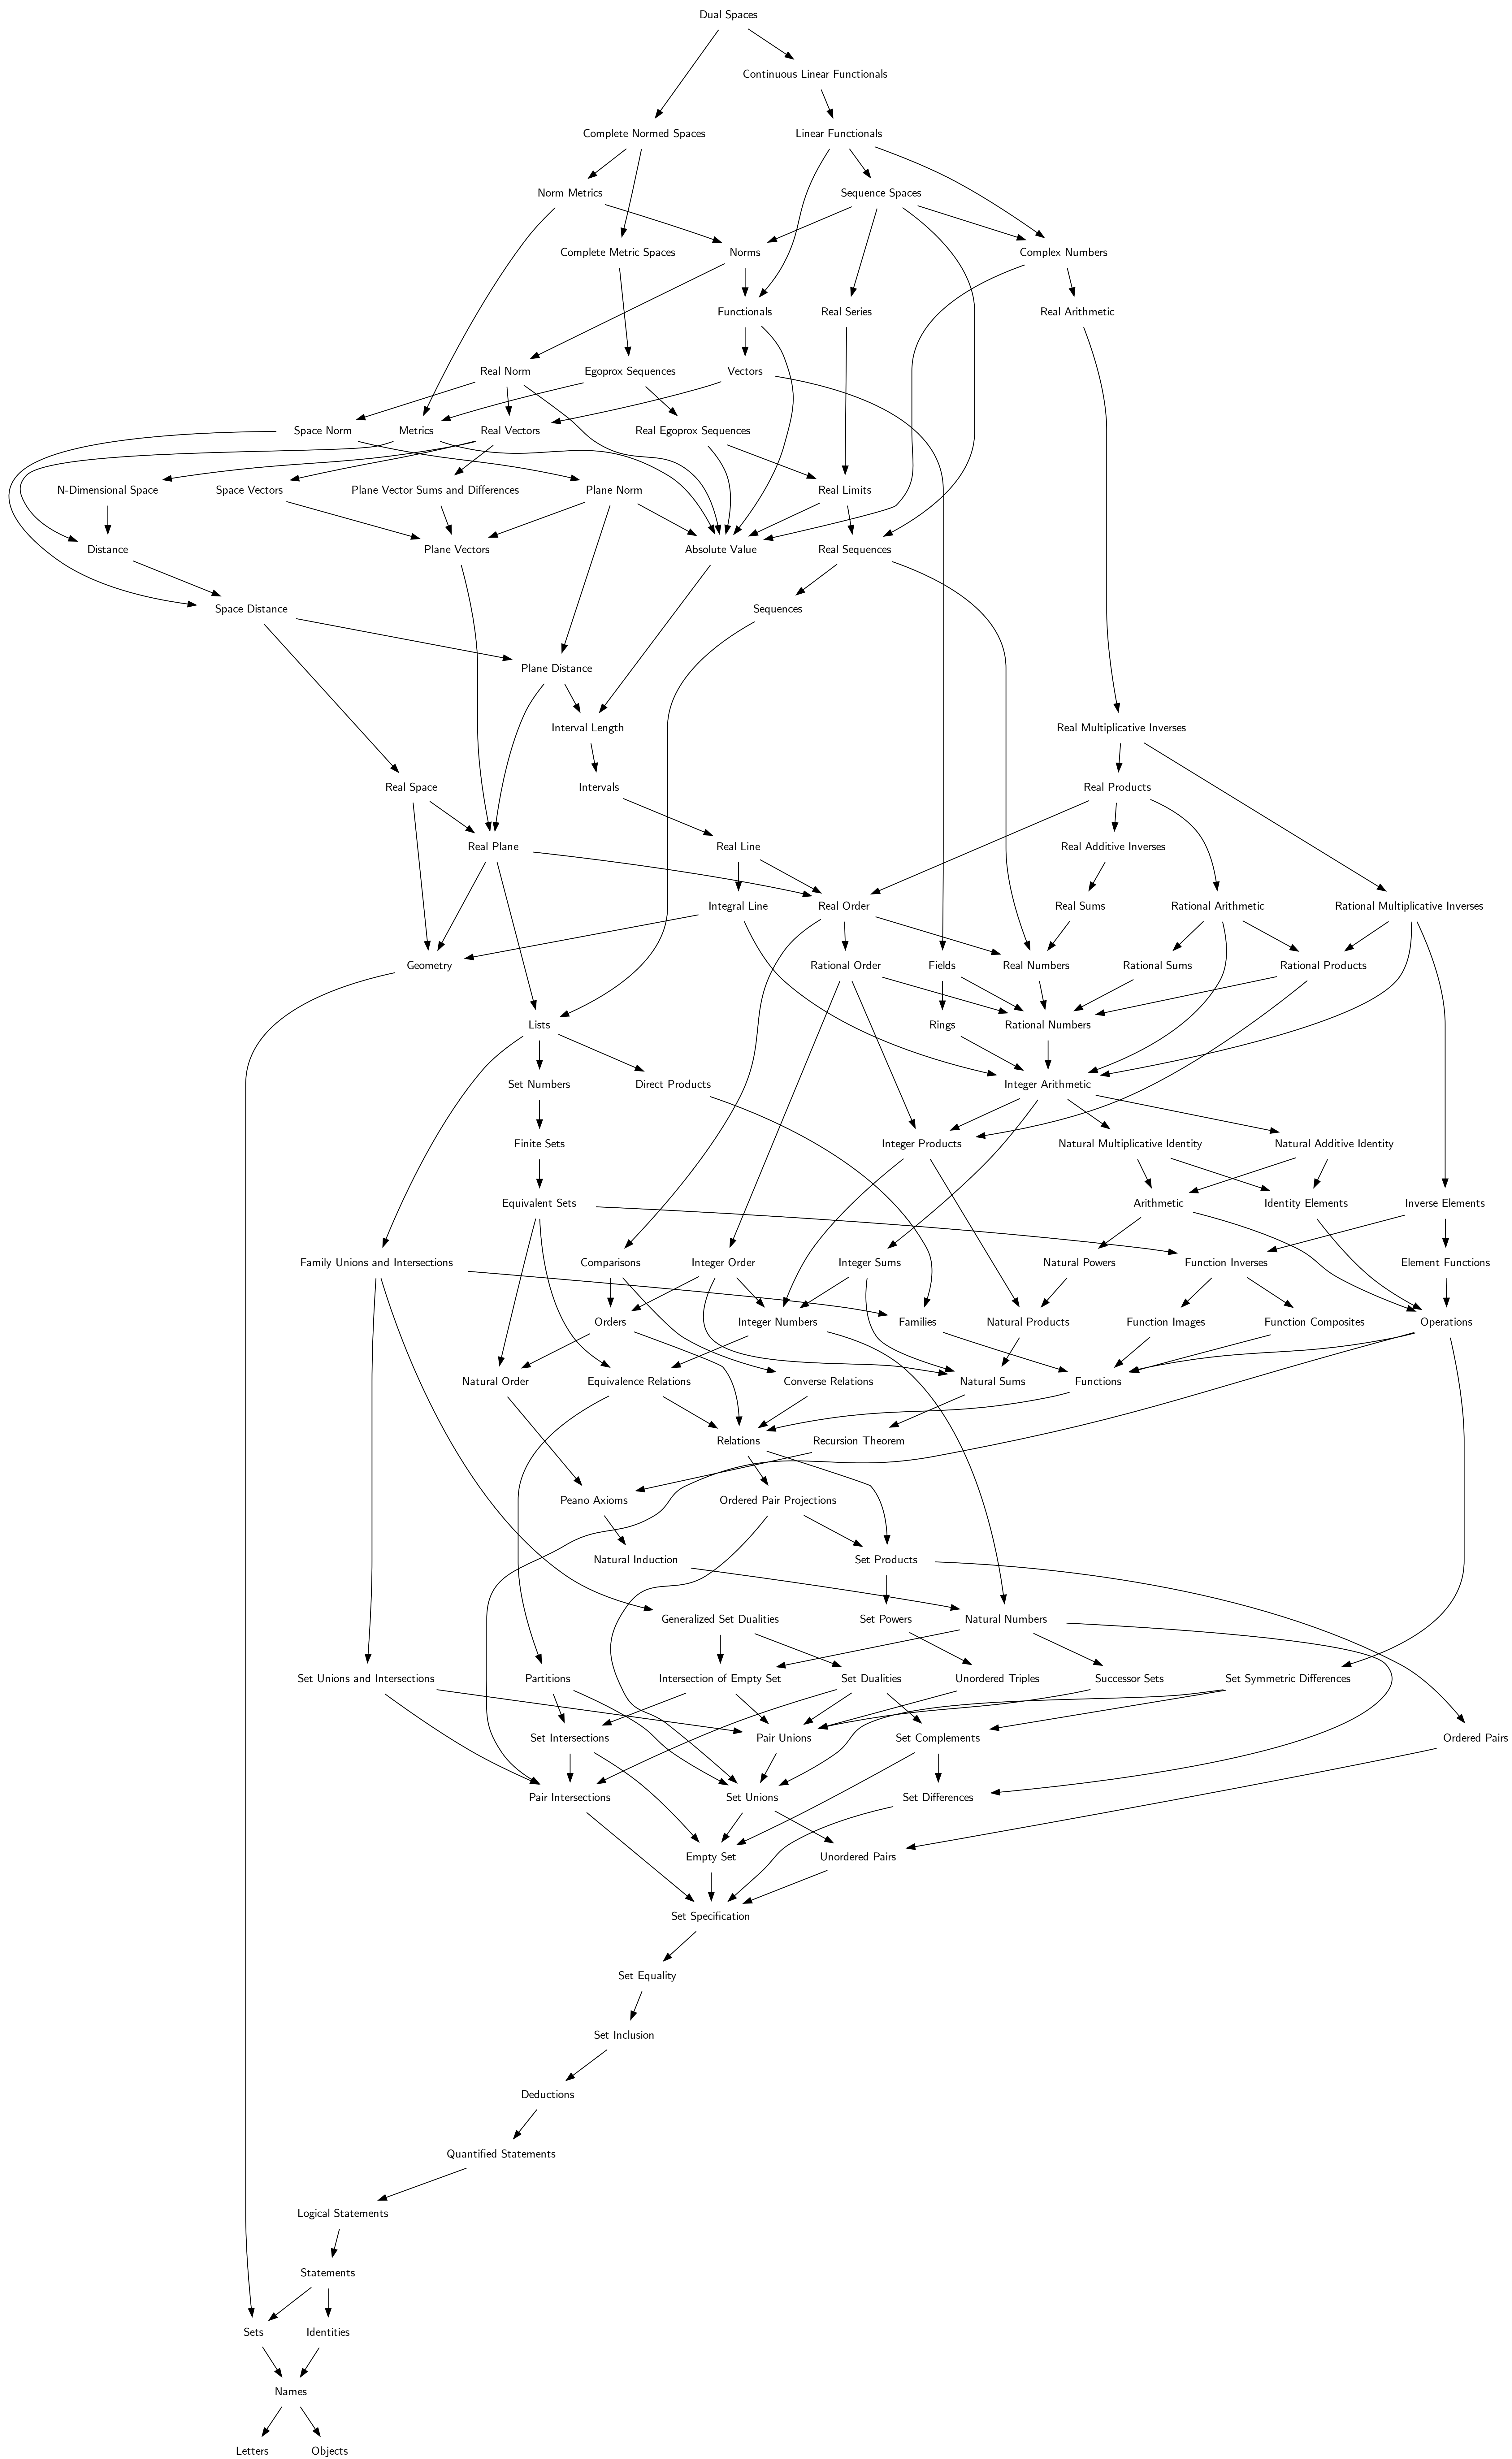 Dual Spaces
Continuous Linear Functionals
Complete Normed Spaces
Linear Functionals
Norm Metrics
Sequence Spaces
Complete Metric Spaces
Norms
Complex Numbers
Functionals
Real Series
Real Arithmetic
Real Norm
Egoprox Sequences
Vectors
Space Norm
Metrics
Real Vectors
Real Egoprox Sequences
N-Dimensional Space
Space Vectors
Plane Vector Sums and Differences
Plane Norm
Real Limits
Distance
Plane Vectors
Absolute Value
Real Sequences
Space Distance
Sequences
Plane Distance
Interval Length
Real Multiplicative Inverses
Real Space
Intervals
Real Products
Real Plane
Real Line
Real Additive Inverses
Integral Line
Real Order
Real Sums
Rational Arithmetic
Rational Multiplicative Inverses
Geometry
Rational Order
Fields
Real Numbers
Rational Sums
Rational Products
Lists
Rings
Rational Numbers
Set Numbers
Direct Products
Integer Arithmetic
Finite Sets
Integer Products
Natural Multiplicative Identity
Natural Additive Identity
Equivalent Sets
Arithmetic
Identity Elements
Inverse Elements
Family Unions and Intersections
Comparisons
Integer Order
Integer Sums
Natural Powers
Function Inverses
Element Functions
Orders
Integer Numbers
Families
Natural Products
Function Images
Function Composites
Operations
Natural Order
Equivalence Relations
Converse Relations
Natural Sums
Functions
Relations
Recursion Theorem
Peano Axioms
Ordered Pair Projections
Natural Induction
Set Products
Generalized Set Dualities
Set Powers
Natural Numbers
Set Unions and Intersections
Partitions
Intersection of Empty Set
Set Dualities
Unordered Triples
Successor Sets
Set Symmetric Differences
Set Intersections
Pair Unions
Set Complements
Ordered Pairs
Pair Intersections
Set Unions
Set Differences
Empty Set
Unordered Pairs
Set Specification
Set Equality
Set Inclusion
Deductions
Quantified Statements
Logical Statements
Statements
Sets
Identities
Names
Letters
Objects